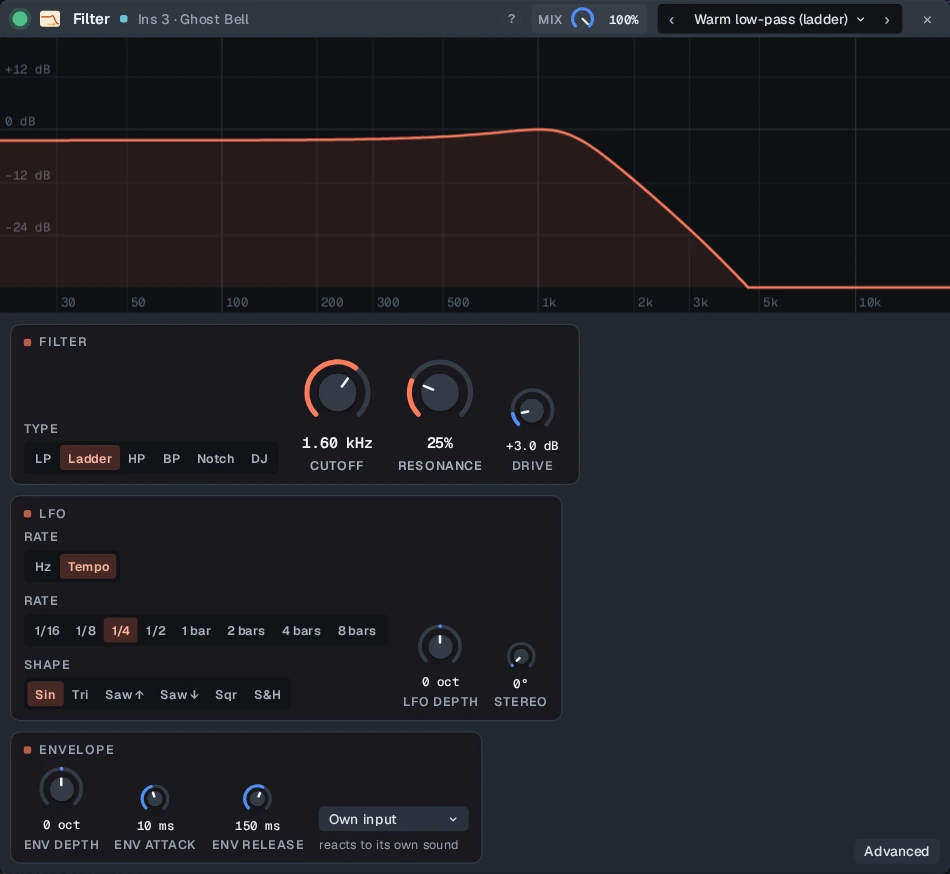 Filter Ins 3 · Ghost Bell ? MIX 100% ‹ Warm low-pass (ladder) › ×
+12 dB
0 dB
-12 dB
-24 dB
30 50 100 200 300 500 1k 2k 3k 5k 10k
FILTER
TYPE
LP Ladder HP BP Notch DJ
1.60 kHz 25% +3.0 dB
CUTOFF RESONANCE DRIVE
LFO
RATE
Hz Tempo
RATE
1/16 1/8 1/4 1/2 1 bar 2 bars 4 bars 8 bars
SHAPE
Sin Tri Saw↑ Saw↓ Sqr S&H
0 oct 0°
LFO DEPTH STEREO
ENVELOPE
0 oct 10 ms 150 ms Own input
ENV DEPTH ENV ATTACK ENV RELEASE reacts to its own sound
Advanced